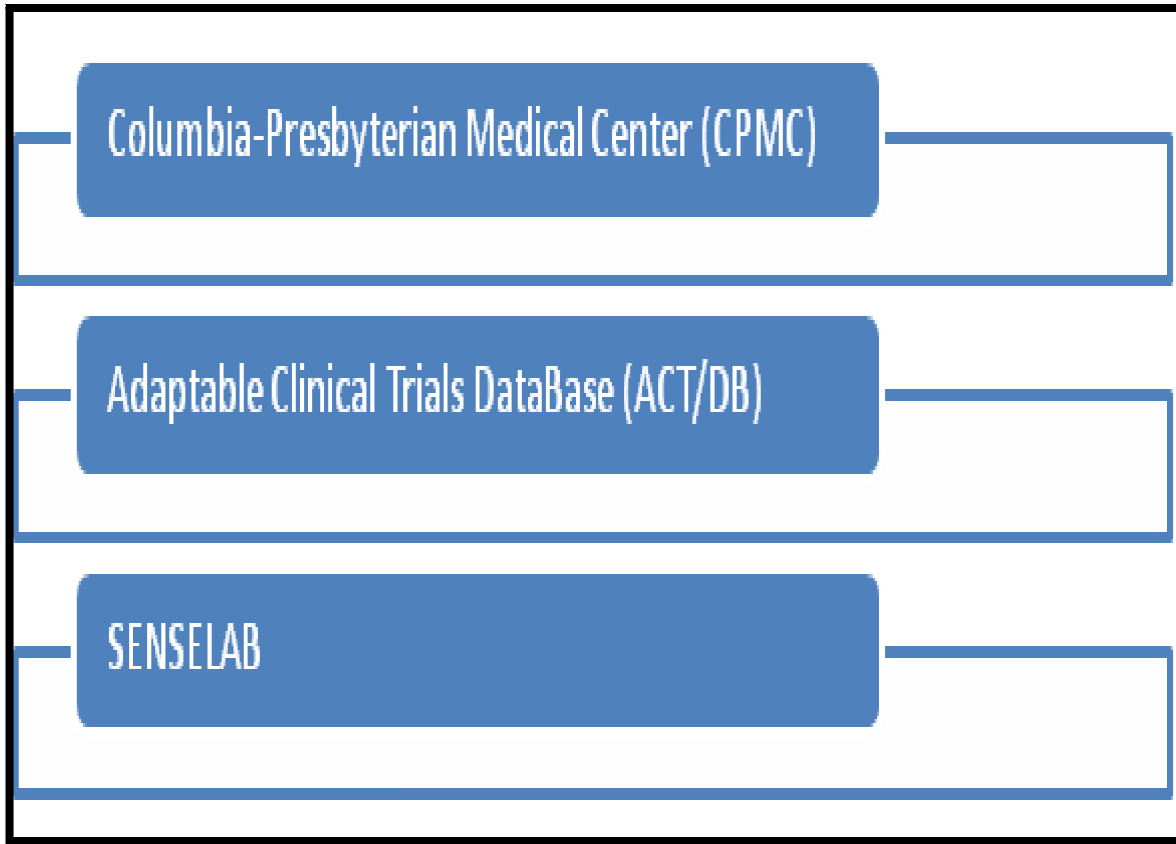 Columbia-Presbyterian Medical Center (CPMC)
Adaptable Clinical Trials DataBase (ACT/DB)
SENSELAB